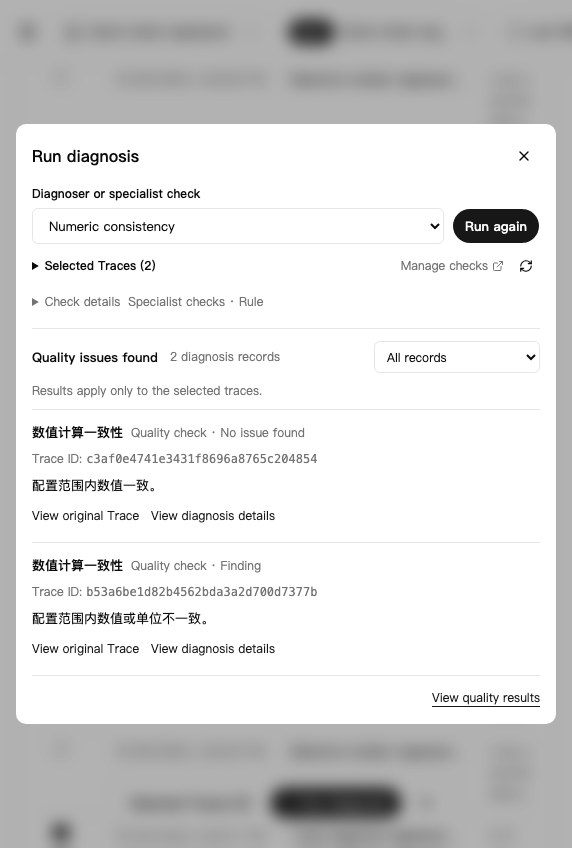 Run diagnosis
Diagnoser or specialist check
Numeric consistency
Run again
Selected Traces (2)
Manage checks
Check details Specialist checks · Rule
Quality issues found 2 diagnosis records
All records
Results apply only to the selected traces.
数值计算一致性 Quality check · No issue found
Trace ID: c3af0e4741e3431f8696a8765c204854
配置范围内数值一致。
View original Trace View diagnosis details
数值计算一致性 Quality check · Finding
Trace ID: b53a6be1d82b4562bda3a2d700d7377b
配置范围内数值或单位不一致。
View original Trace View diagnosis details
View quality results